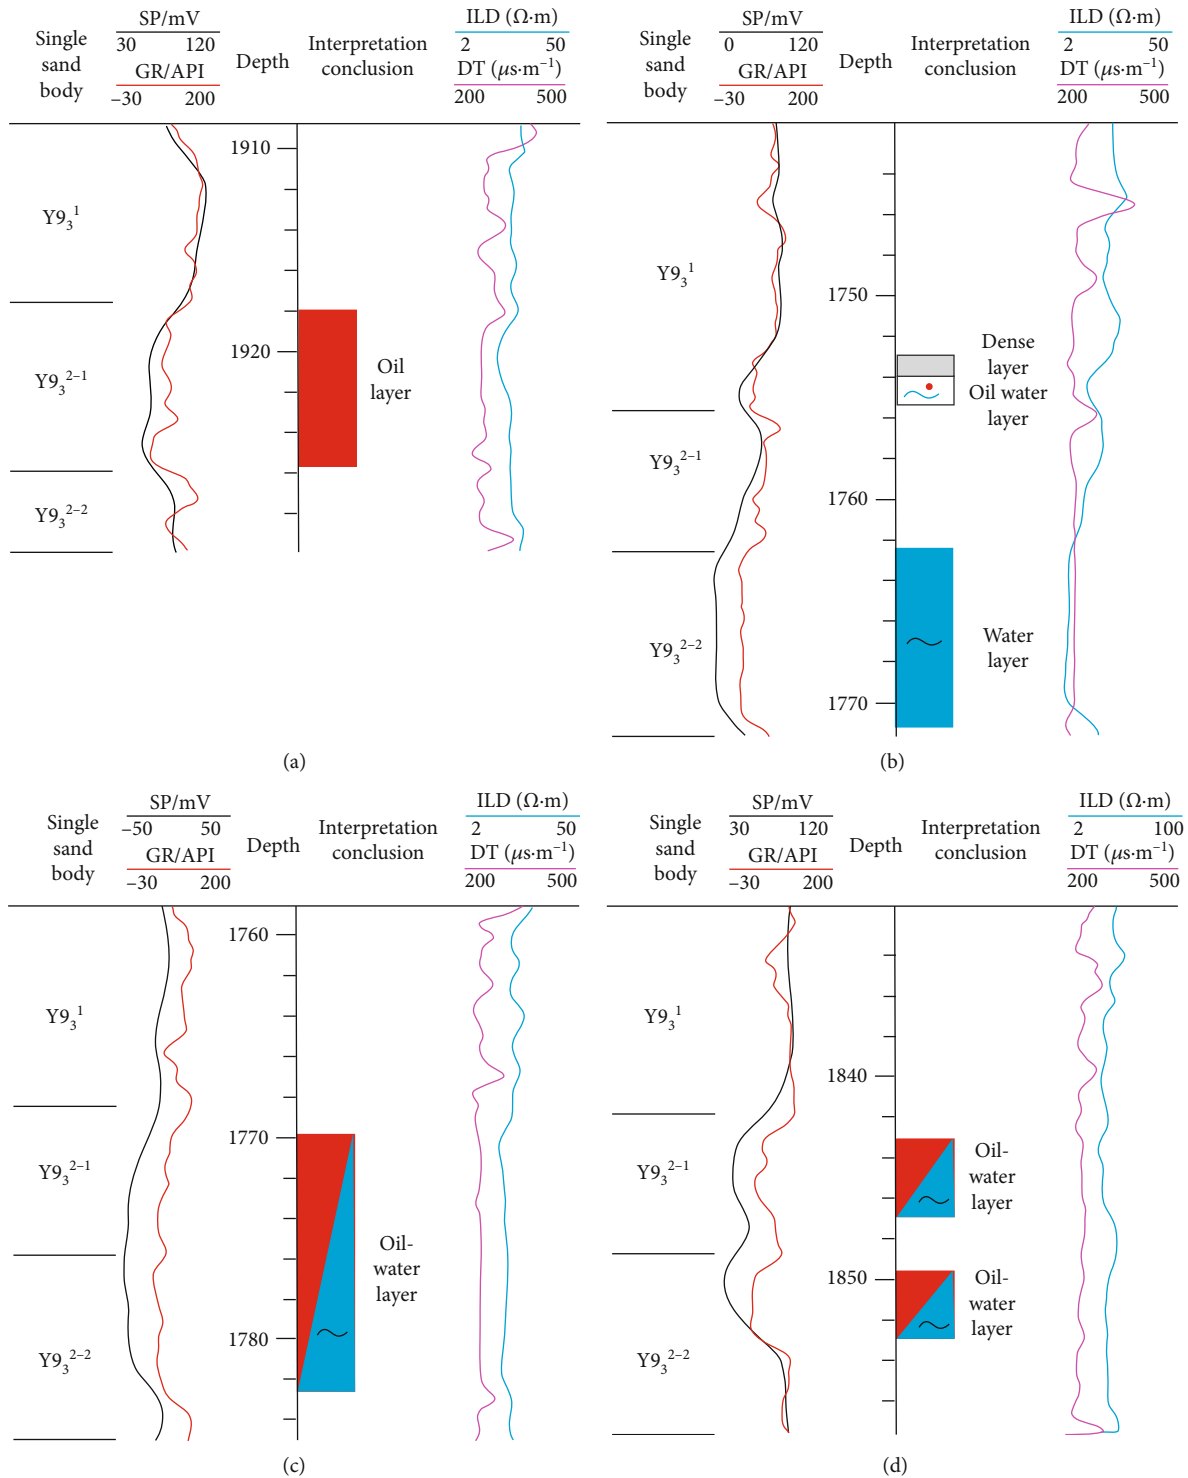 Single sand body
SP/mV
30 120
GR/API
−30 200
Depth
Interpretation conclusion
ILD (Ω·m)
2 50
DT (μs·m⁻¹)
200 500
Y9₃¹
Y9₃²⁻¹
Y9₃²⁻²
1910
1920
Oil layer
(a)
Single sand body
SP/mV
0 120
GR/API
−30 200
Depth
Interpretation conclusion
ILD (Ω·m)
2 50
DT (μs·m⁻¹)
200 500
Y9₃¹
Y9₃²⁻¹
Y9₃²⁻²
1750
1760
1770
Dense layer
Oil water layer
Water layer
(b)
Single sand body
SP/mV
−50 50
GR/API
−30 200
Depth
Interpretation conclusion
ILD (Ω·m)
2 50
DT (μs·m⁻¹)
200 500
Y9₃¹
Y9₃²⁻¹
Y9₃²⁻²
1760
1770
1780
Oil-water layer
(c)
Single sand body
SP/mV
30 120
GR/API
−30 200
Depth
Interpretation conclusion
ILD (Ω·m)
2 100
DT (μs·m⁻¹)
200 500
Y9₃¹
Y9₃²⁻¹
Y9₃²⁻²
1840
1850
Oil-water layer
Oil-water layer
(d)